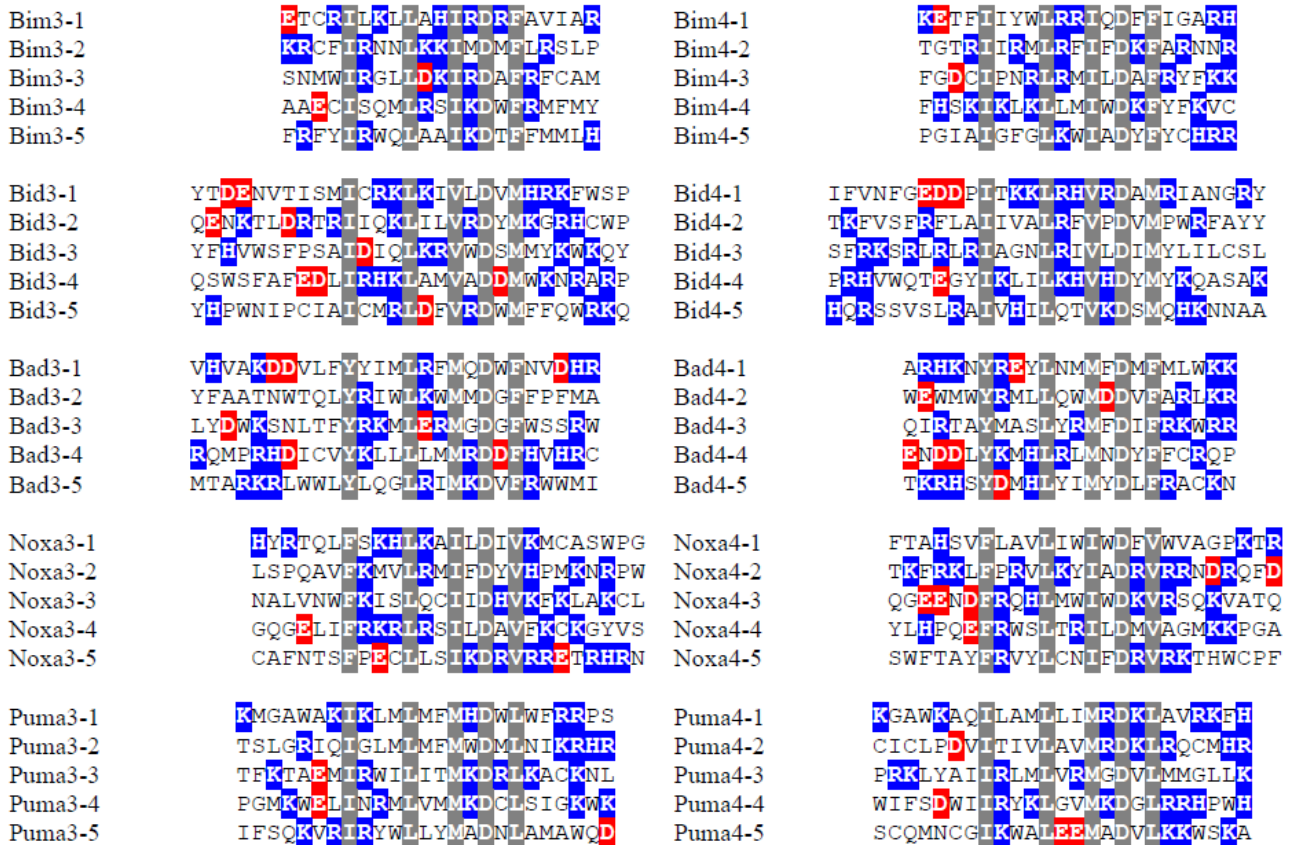 Bim3-1 ETCRILKLLAHIRDRFAVIAR
Bim3-2 KRCFIRNNLKKIMDMFLRSLP
Bim3-3 SNMWIRGLLDKIRDAFRFCAM
Bim3-4 AAECISQMLRSIKDWFRMFMY
Bim3-5 FRFYIRWQLAAIKDTFFMMLH
Bid3-1 YTDENVTISMICRKLKIVLDVMHRKFWSP
Bid3-2 QENKTLDRTRIIQKLILVRDYMKGRHCWP
Bid3-3 YFHVWSFPSAIDIQLKRVWDSMMYKWKQY
Bid3-4 QSWSFAFEDLIRHKLAMVADDMWKNRARP
Bid3-5 YHPWNIPCIAICMRLDFVRDWMFFQWRKQ
Bad3-1 VHVAKDDVLFYYIMLRFMQDWFNVDHR
Bad3-2 YFAATNWTQLYRIWLKWMMDGFFPFMA
Bad3-3 LYDWKSNLTFYRKMLERMGDGFWSSRW
Bad3-4 RQMPRHDICVYKLLLLMMRDDFHVHRC
Bad3-5 MTARKRLWWLYLQGLRIMKDVFRWWMI
Noxa3-1 HYRTQLFSKHLKAILDIVKMCASWPG
Noxa3-2 LSPQAVFKMVLRMIFDYVHPMKNRPW
Noxa3-3 NALVNWFKISLQCIIDHVKFKLAKCL
Noxa3-4 GQGELIFRKRLRSILDAVFKCKGYVS
Noxa3-5 CAFNTSFPECLLSIKDRVRRETRHRN
Puma3-1 KMGAWAKIKLMLMFMHDWLWFRRPS
Puma3-2 TSLGRIQIGLMLMFMWDMLNIKRHR
Puma3-3 TFKTAEMIRWILITMKDRLKACKNL
Puma3-4 PGMKWELINRMLVMMKDCLSIGKWK
Puma3-5 IFSQKVRIRYWLLYMADNLAMAWQD
Bim4-1 KETFIIYWLRRIQDFFIGARH
Bim4-2 TGTRIIRMLRFIFDKFARNNR
Bim4-3 FGDCIPNRLRMILDAFRYFKK
Bim4-4 FHSKIKLKLLMIWDKFYFKVC
Bim4-5 PGIAIGFGLKWIADYFYCHRR
Bid4-1 IFVNFGEDDPITKKLRHVRDAMRIANGRY
Bid4-2 TKFVSFRFLAIIVALRFVPDVMPWRFAYY
Bid4-3 SFRKSRLRLRIAGNLRIVLDIMYLILCSL
Bid4-4 PRHVWQTEGYIKLILKHVHDYMYKQASAK
Bid4-5 HQRSSVSLRAIVHILQTVKDSMQHKNNAA
Bad4-1 ARHKNYREYLNMMFDMFMLWKK
Bad4-2 WEWMWYRMLLQWMDDVFARLKR
Bad4-3 QIRTAYMASLYRMFDIFRKWRR
Bad4-4 ENDDLYKMHLRLMNDYFFCRQP
Bad4-5 TKRHSYDMHLYIMYDLFRACKN
Noxa4-1 FTAHSVFLAVLIWIWDFVWVAGPKTR
Noxa4-2 TKFRKLFPRVLKYIADRVRRNDRQFD
Noxa4-3 QGEENDFRQHLMWIWDKVRSQKVATQ
Noxa4-4 YLHPQEFRWSLTRILDMVAGMKKPGA
Noxa4-5 SWFTAYFRVYLCNIFDRVRKTHWCPF
Puma4-1 KGAWKAQILAMLLIMRDKLAVRKFH
Puma4-2 CICLPDVITIVLAVMRDKLRQCMHR
Puma4-3 PRKLYAIIRLMLVRMGDVLMMGLLK
Puma4-4 WIFSDWIIRYKLGVMKDGLRRHPWH
Puma4-5 SCQMNCGIKWALEEMADVLKKWSKA